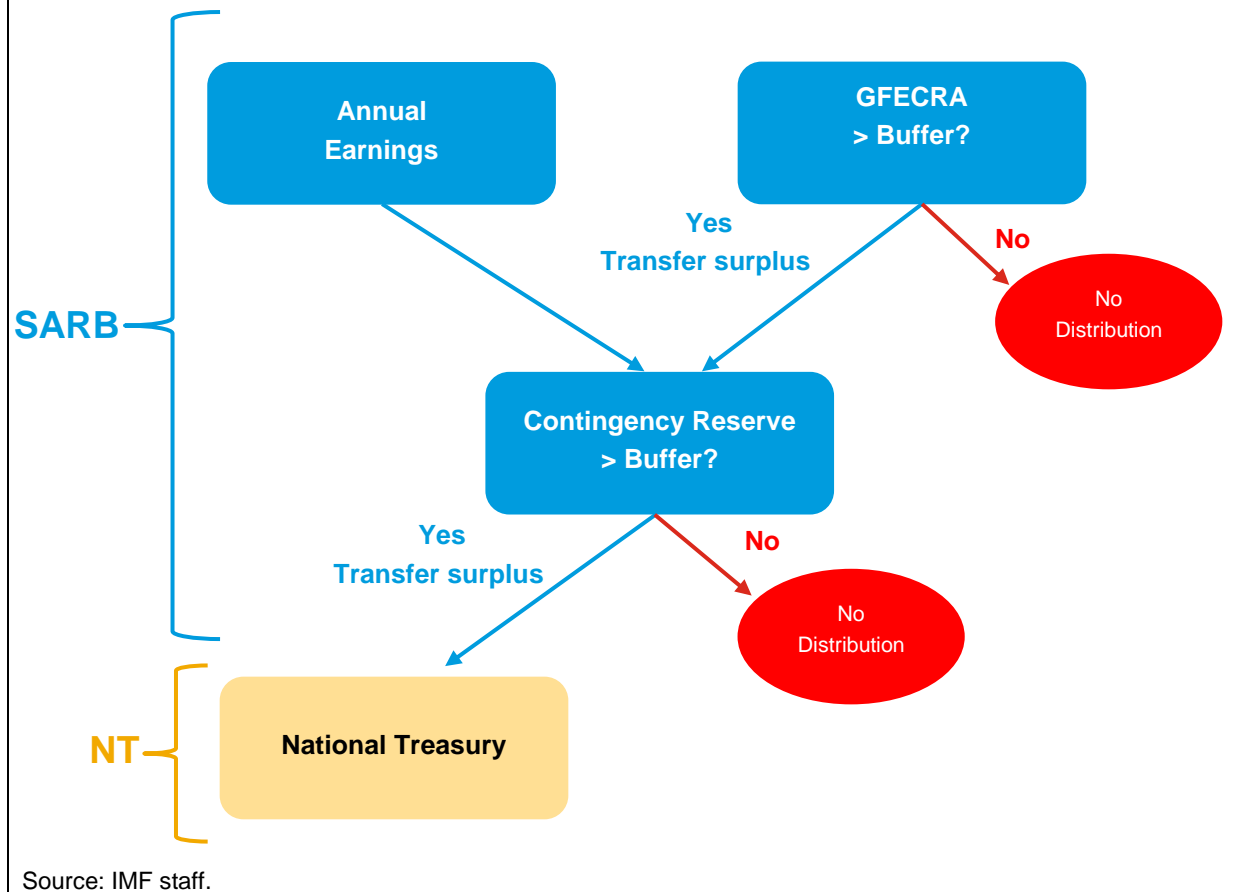 Annual
Earnings
GFECRA
> Buffer?
Yes
Transfer surplus
No
No
Distribution
SARB
Contingency Reserve
> Buffer?
Yes
Transfer surplus
No
No
Distribution
NT
National Treasury
Source: IMF staff.